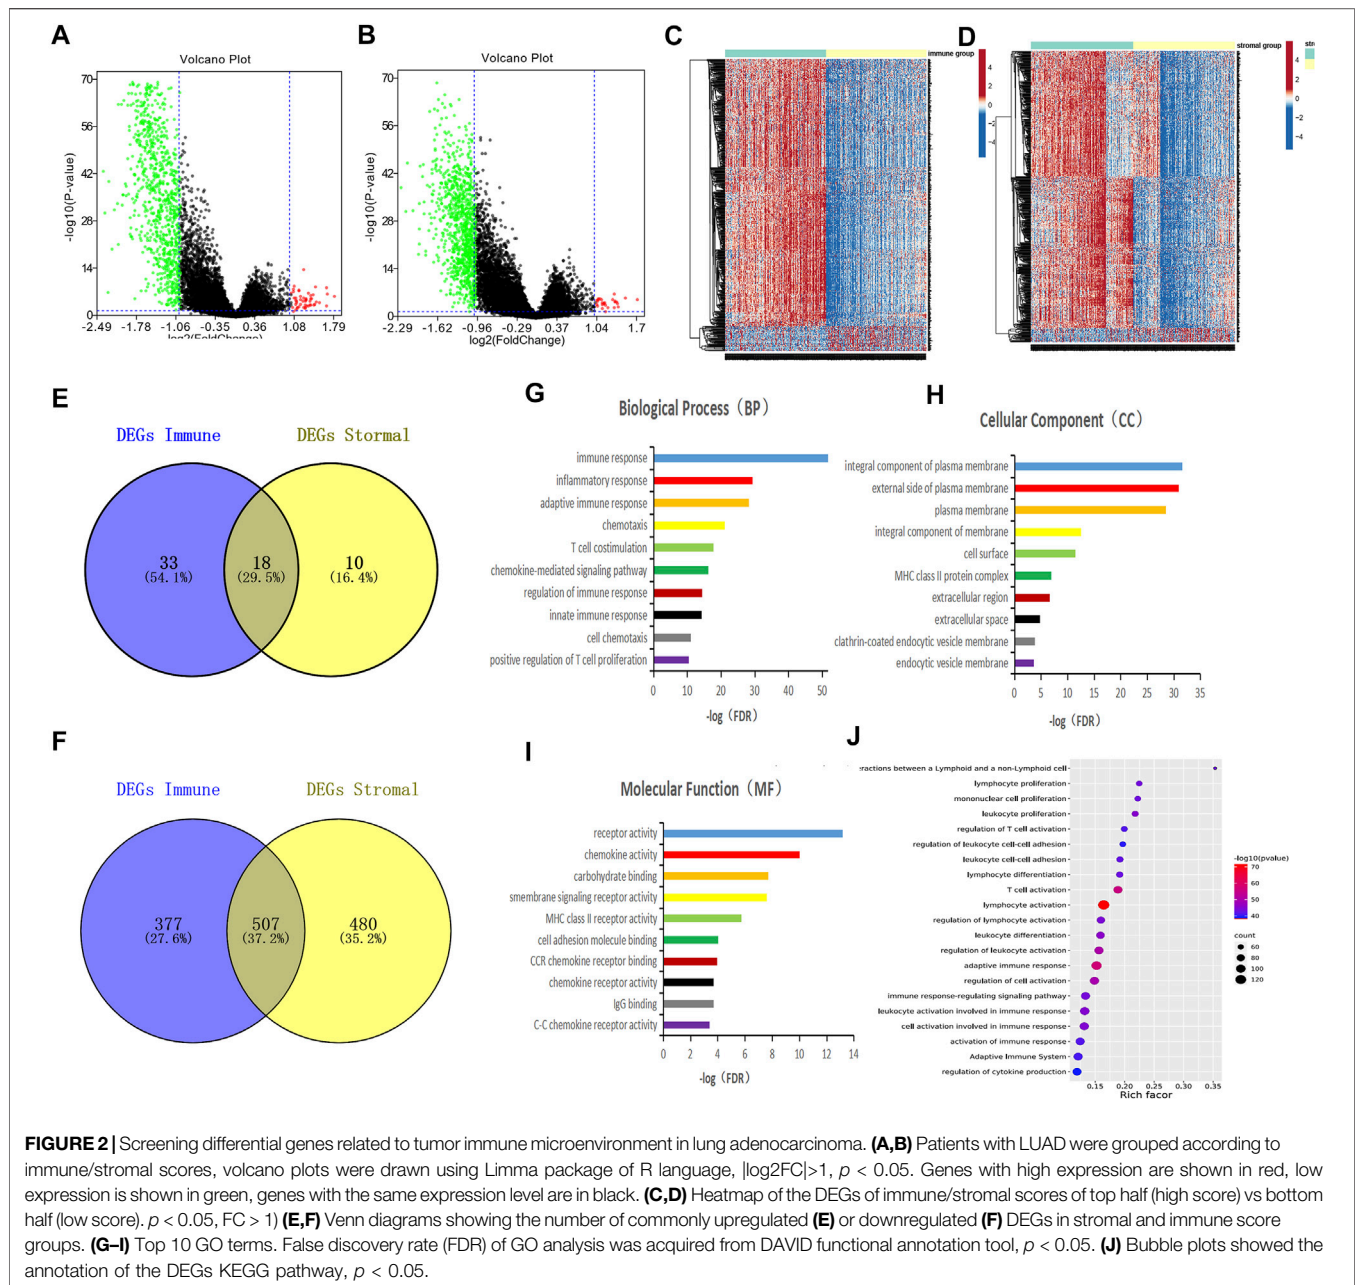 A
Volcano Plot
70
56
42
28
14
0
-log10(P-value)
-2.49 -1.78 -1.06 -0.35 0.36 1.08 1.79
log2(FoldChange)
B
Volcano Plot
70
56
42
28
14
0
-log10(P-value)
-2.29 -1.62 -0.96 -0.29 0.37 1.04 1.7
log2(FoldChange)
C
immune group
4
2
0
-2
-4
D
stromal group
4
2
0
-2
-4
E
DEGs Immune
DEGs Stormal
33
(54.1%)
18
(29.5%)
10
(16.4%)
F
DEGs Immune
DEGs Stromal
377
(27.6%)
507
(37.2%)
480
(35.2%)
G
Biological Process（BP）
immune response
inflammatory response
adaptive immune response
chemotaxis
T cell costimulation
chemokine-mediated signaling pathway
regulation of immune response
innate immune response
cell chemotaxis
positive regulation of T cell proliferation
0 10 20 30 40 50
-log（FDR）
H
Cellular Component（CC）
integral component of plasma membrane
external side of plasma membrane
plasma membrane
integral component of membrane
cell surface
MHC class II protein complex
extracellular region
extracellular space
clathrin-coated endocytic vesicle membrane
endocytic vesicle membrane
0 5 10 15 20 25 30 35
-log（FDR）
I
Molecular Function（MF）
receptor activity
chemokine activity
carbohydrate binding
smembrane signaling receptor activity
MHC class II receptor activity
cell adhesion molecule binding
CCR chemokine receptor binding
chemokine receptor activity
IgG binding
C-C chemokine receptor activity
0 2 4 6 8 10 12 14
-log（FDR）
J
eractions between a Lymphoid and a non-Lymphoid cell
lymphocyte proliferation
mononuclear cell proliferation
leukocyte proliferation
regulation of T cell activation
regulation of leukocyte cell-cell adhesion
leukocyte cell-cell adhesion
lymphocyte differentiation
T cell activation
lymphocyte activation
regulation of lymphocyte activation
leukocyte differentiation
regulation of leukocyte activation
adaptive immune response
regulation of cell activation
immune response-regulating signaling pathway
leukocyte activation involved in immune response
cell activation involved in immune response
activation of immune response
Adaptive Immune System
regulation of cytokine production
0.15 0.20 0.25 0.30 0.35
Rich facor
-log10(pvalue)
70
60
50
40
count
60
80
100
120
FIGURE 2 | Screening differential genes related to tumor immune microenvironment in lung adenocarcinoma. (A,B) Patients with LUAD were grouped according to
immune/stromal scores, volcano plots were drawn using Limma package of R language, |log2FC|>1, p < 0.05. Genes with high expression are shown in red, low
expression is shown in green, genes with the same expression level are in black. (C,D) Heatmap of the DEGs of immune/stromal scores of top half (high score) vs bottom
half (low score). p < 0.05, FC > 1) (E,F) Venn diagrams showing the number of commonly upregulated (E) or downregulated (F) DEGs in stromal and immune score
groups. (G–I) Top 10 GO terms. False discovery rate (FDR) of GO analysis was acquired from DAVID functional annotation tool, p < 0.05. (J) Bubble plots showed the
annotation of the DEGs KEGG pathway, p < 0.05.